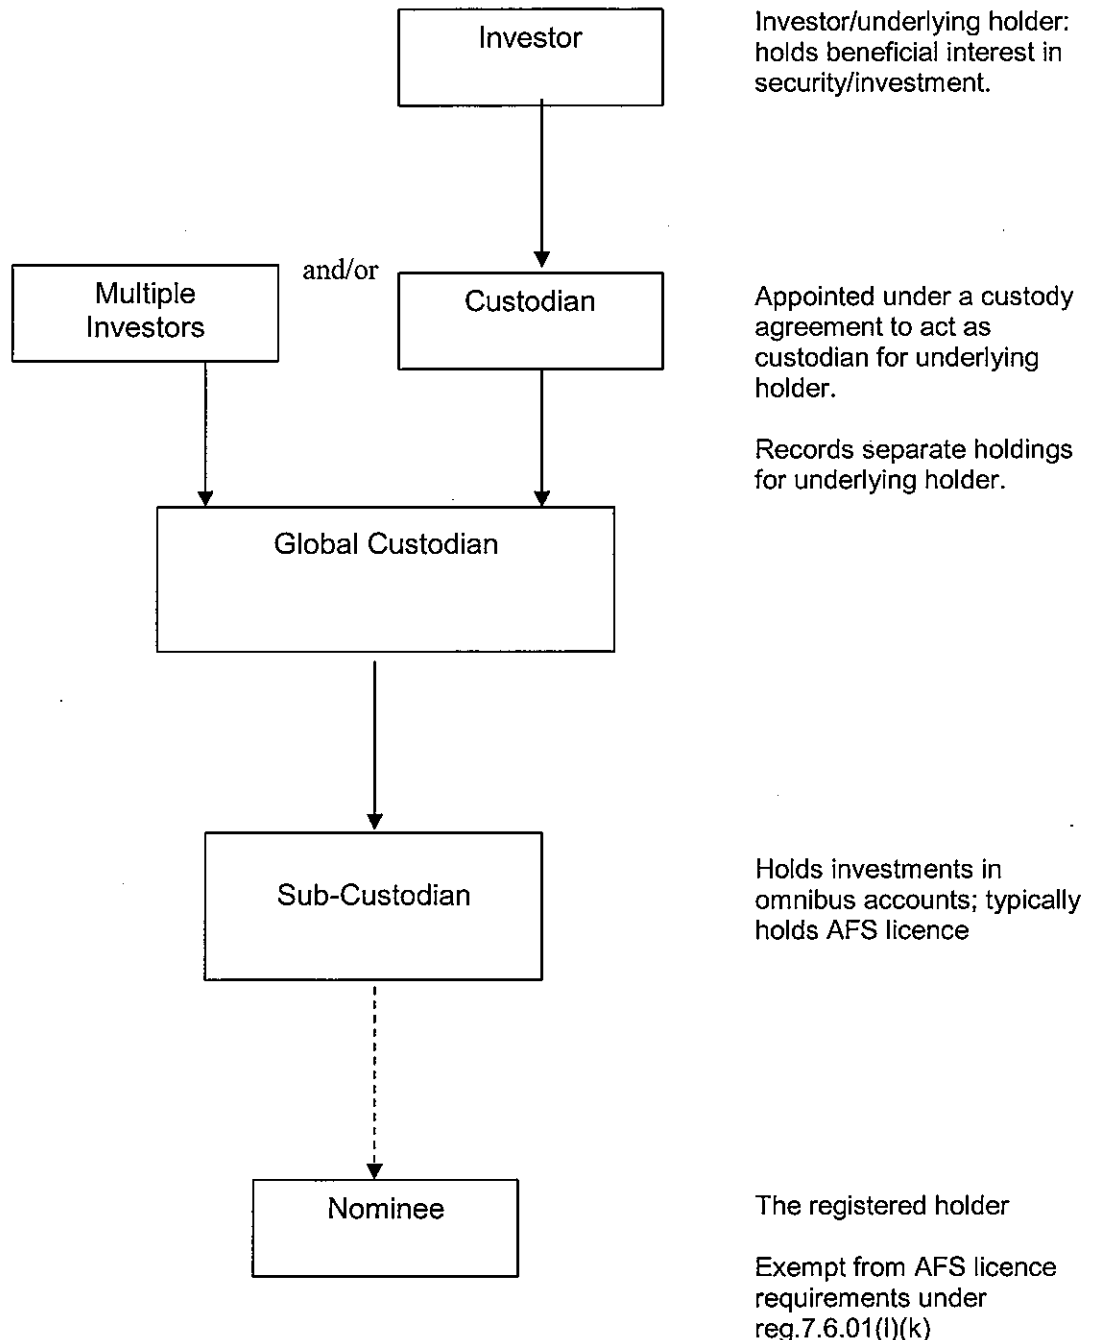 Investor
Investor/underlying holder:
holds beneficial interest in
security/investment.
Multiple
Investors
and/or
Custodian
Appointed under a custody
agreement to act as
custodian for underlying
holder.
Records separate holdings
for underlying holder.
Global Custodian
Sub-Custodian
Holds investments in
omnibus accounts; typically
holds AFS licence
Nominee
The registered holder
Exempt from AFS licence
requirements under
reg.7.6.01(l)(k)